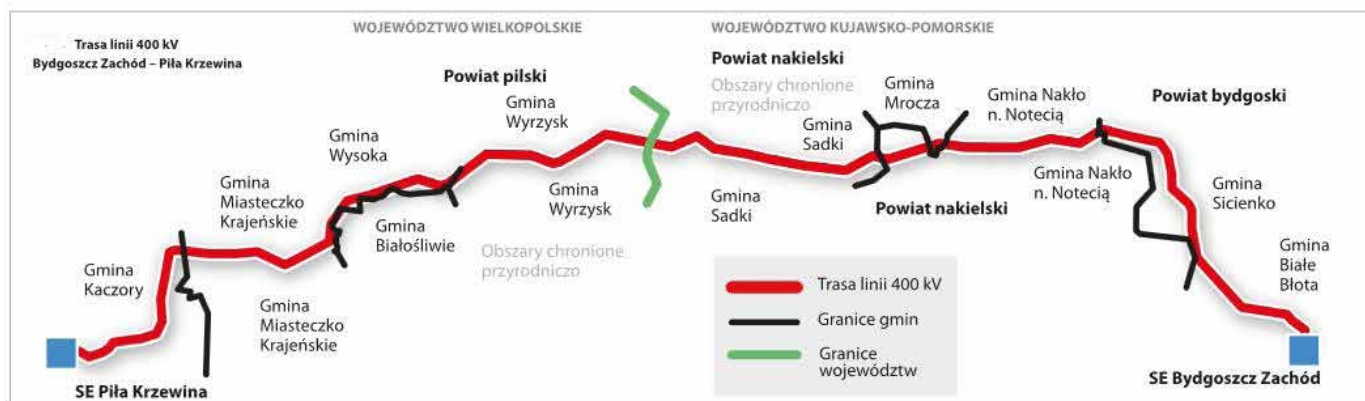 WOJEWÓDZTWO WIELKOPOLSKIE
WOJEWÓDZTWO KUJAWSKO-POMORSKIE
Trasa linii 400 kV
Bydgoszcz Zachód – Piła Krzewina
Powiat pilski
Powiat nakielski
Obszary chronione
przyrodniczo
Gmina
Kaczory
Gmina
Miasteczko
Krajeńskie
Gmina
Miasteczko
Krajeńskie
Gmina
Wysoka
Gmina
Białośliwie
Gmina
Wyrzysk
Gmina
Wyrzysk
Obszary chronione
przyrodniczo
Gmina
Sadki
Gmina
Sadki
Gmina
Mrocza
Powiat nakielski
Gmina Nakło
n. Notecią
Gmina Nakło
n. Notecią
Powiat bydgoski
Gmina
Sicienko
Gmina
Białe
Błota
Trasa linii 400 kV
Granice gmin
Granice
województw
SE Piła Krzewina
SE Bydgoszcz Zachód